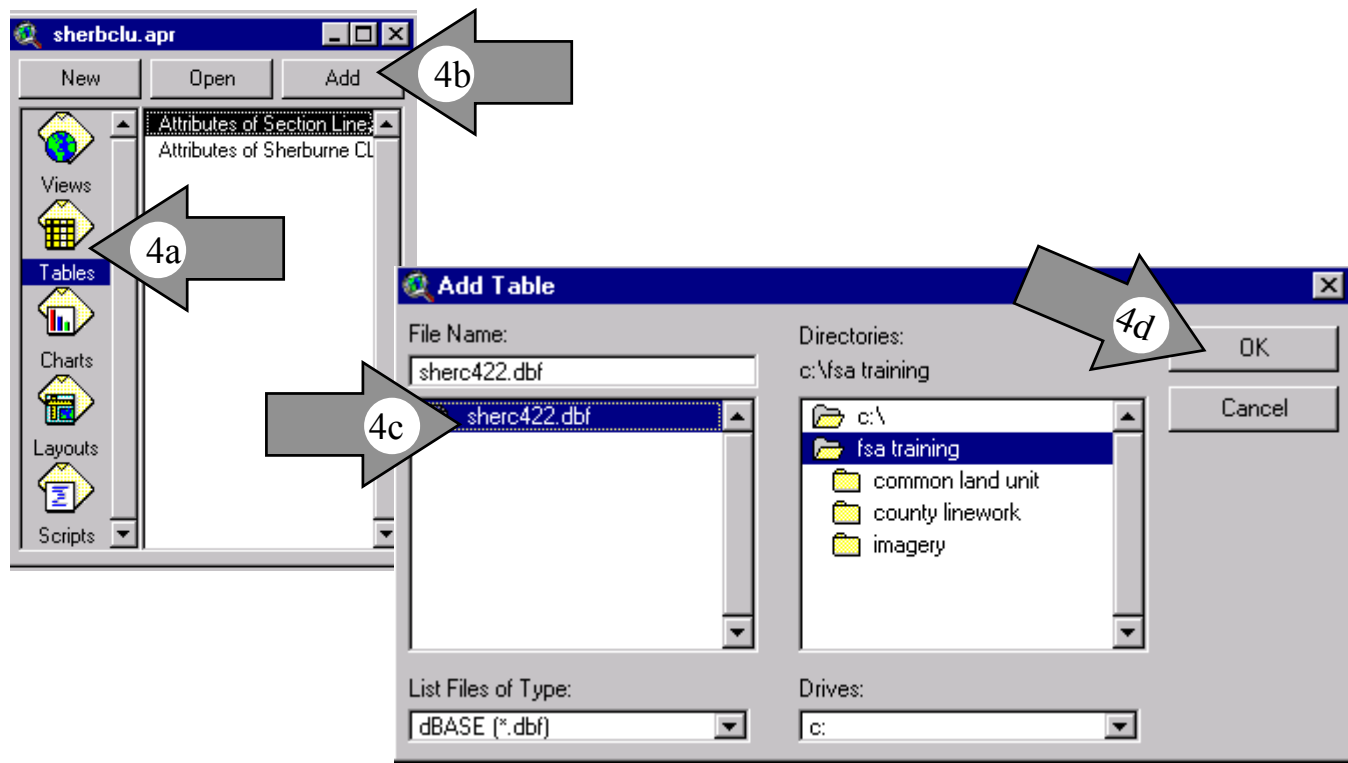 sherbclu.apr
New Open Add
4b
Attributes of Section Lines
Attributes of Sherburne CL
Views
4a
Tables
Charts
Layouts
Scripts
Add Table
File Name:
sherc422.dbf
4c
sherc422.dbf
Directories:
c:\fsa training
c:\
fsa training
common land unit
county linework
imagery
4d
OK
Cancel
List Files of Type:
dBASE (*.dbf)
Drives:
c: